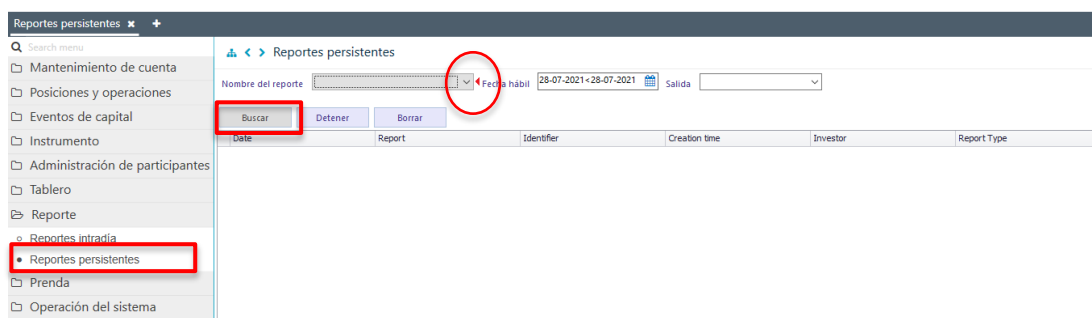 Reportes persistentes × +
Search menu
Mantenimiento de cuenta
Posiciones y operaciones
Eventos de capital
Instrumento
Administración de participantes
Tablero
Reporte
Reportes intradía
Reportes persistentes
Prenda
Operación del sistema
Reportes persistentes
Nombre del reporte Fecha hábil 28-07-2021<28-07-2021 Salida
Buscar Detener Borrar
Date Report Identifier Creation time Investor Report Type